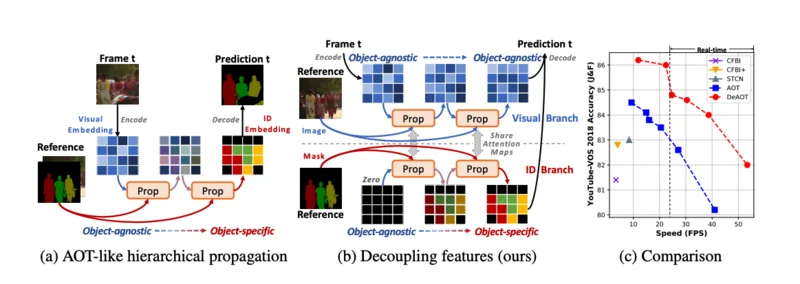 Frame t
Prediction t
Visual
Embedding
Encode
Decode
ID
Embedding
Reference
Prop
Prop
Object-agnostic
Object-specific
(a) AOT-like hierarchical propagation
Frame t
Prediction t
Encode
Object-agnostic
Object-agnostic
Decode
Reference
Prop
Prop
Visual Branch
Image
Share
Attention
Maps
Mask
Prop
Prop
ID Branch
Zero
Reference
Object-agnostic
Object-specific
(b) Decoupling features (ours)
Real-time
CFBI
CFBI+
STCN
AOT
DeAOT
YouTube-VOS 2018 Accuracy (J&F)
86
85
84
83
82
81
80
10
20
30
40
50
Speed (FPS)
(c) Comparison